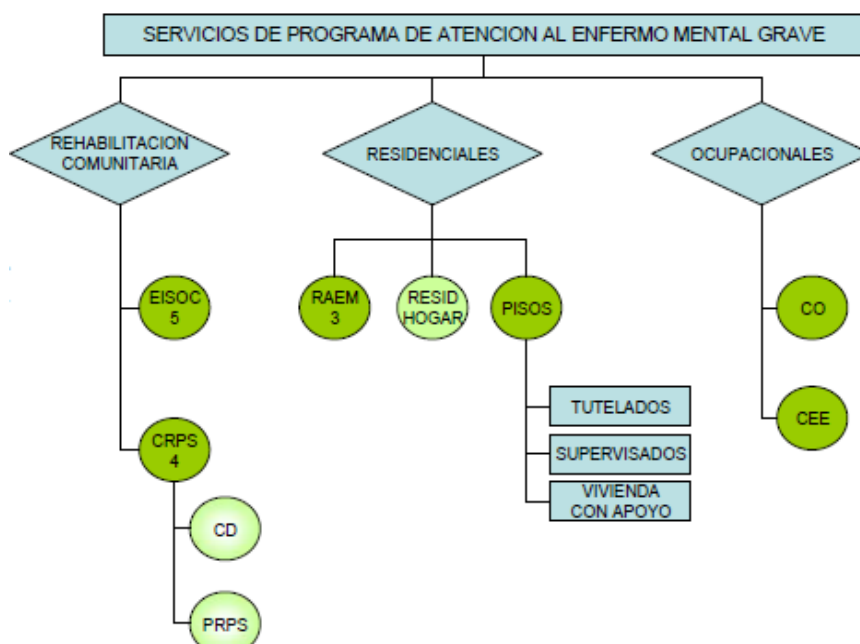 SERVICIOS DE PROGRAMA DE ATENCION AL ENFERMO MENTAL GRAVE
REHABILITACION
COMUNITARIA
RESIDENCIALES
OCUPACIONALES
EISOC
5
RAEM
3
RESID
HOGAR
PISOS
CO
TUTELADOS
CEE
CRPS
4
SUPERVISADOS
VIVIENDA
CON APOYO
CD
PRPS